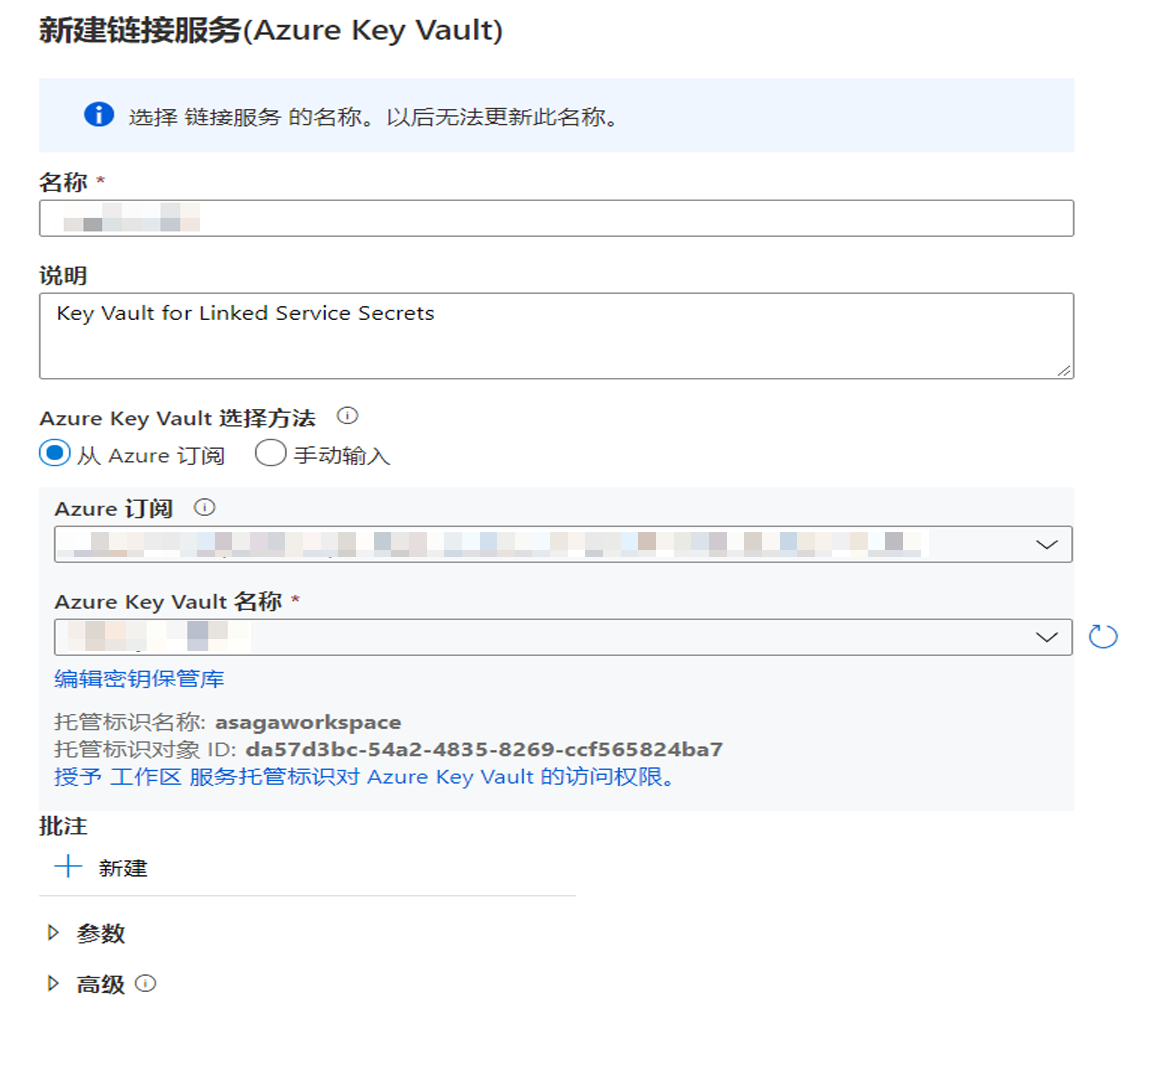 新建链接服务(Azure Key Vault)
选择 链接服务 的名称。以后无法更新此名称。
名称 *
说明
Key Vault for Linked Service Secrets
Azure Key Vault 选择方法
从 Azure 订阅 手动输入
Azure 订阅
Azure Key Vault 名称 *
编辑密钥保管库
托管标识名称: asagaworkspace
托管标识对象 ID: da57d3bc-54a2-4835-8269-ccf565824ba7
授予 工作区 服务托管标识对 Azure Key Vault 的访问权限。
批注
新建
参数
高级